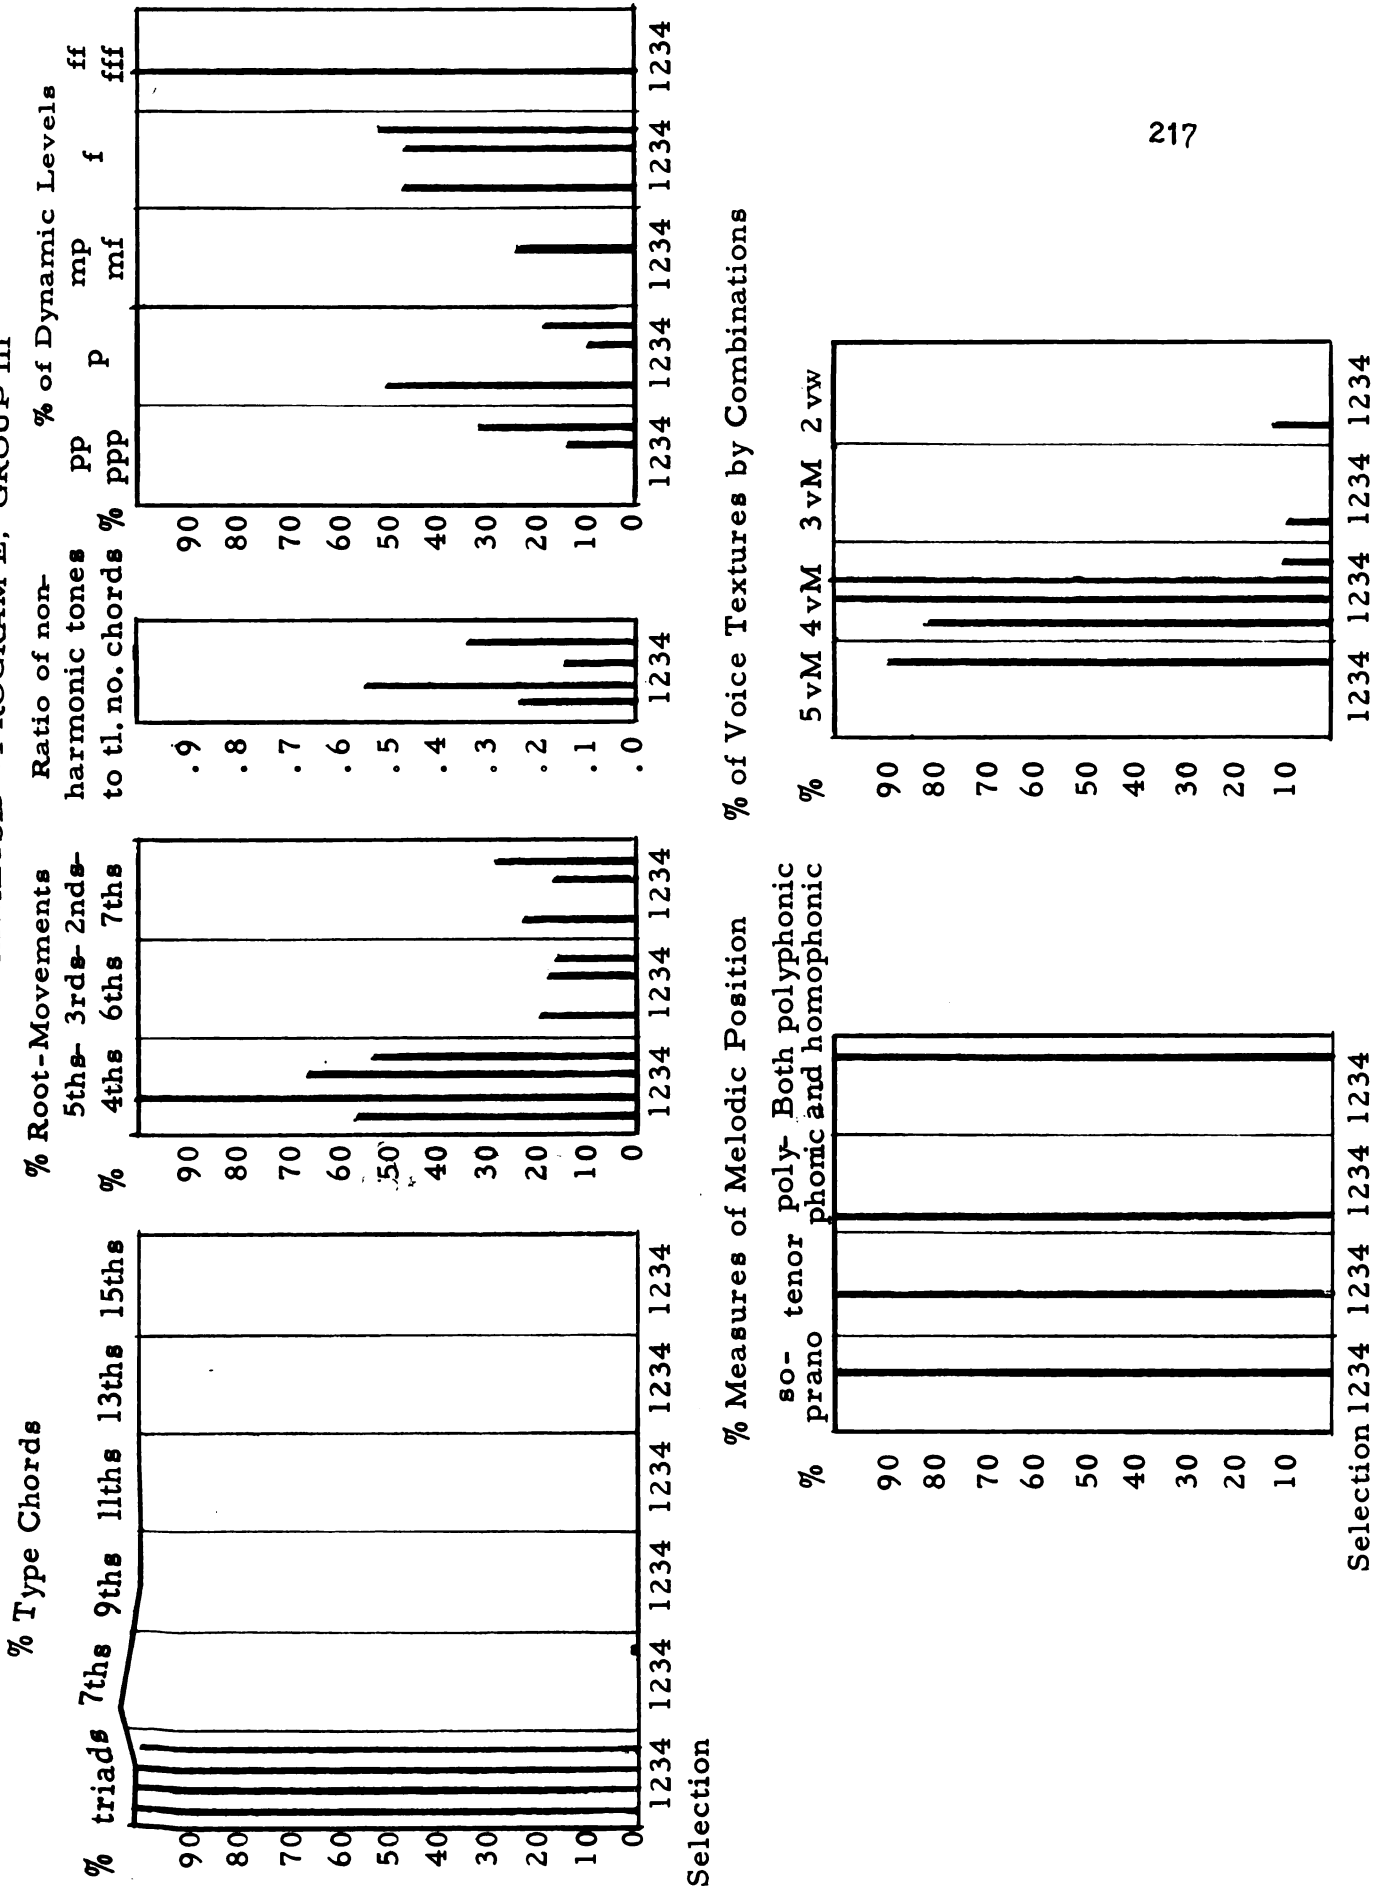 PROGRAM E, GROUP III
% Type Chords
% triads 7ths 9ths 11ths 13ths 15ths
90
80
70
60
50
40
30
20
10
0
1234 1234 1234 1234 1234 1234
Selection
% Root-Movements
5ths- 3rds- 2nds-
% 4ths 6ths 7ths
90
80
70
60
50
40
30
20
10
0
1234 1234 1234
Ratio of non-
harmonic tones
to tl. no. chords
.9
.8
.7
.6
.5
.4
.3
.2
.1
.0
1234
% of Dynamic Levels
pp p mp f ff
% ppp mf fff
90
80
70
60
50
40
30
20
10
0
1234 1234 1234 1234 1234
% Measures of Melodic Position
so- tenor poly- Both polyphonic
% prano phonic and homophonic
90
80
70
60
50
40
30
20
10
Selection 1234 1234 1234 1234
% of Voice Textures by Combinations
% 5 vM 4 vM 3 vM 2 vw
90
80
70
60
50
40
30
20
10
1234 1234 1234 1234
217